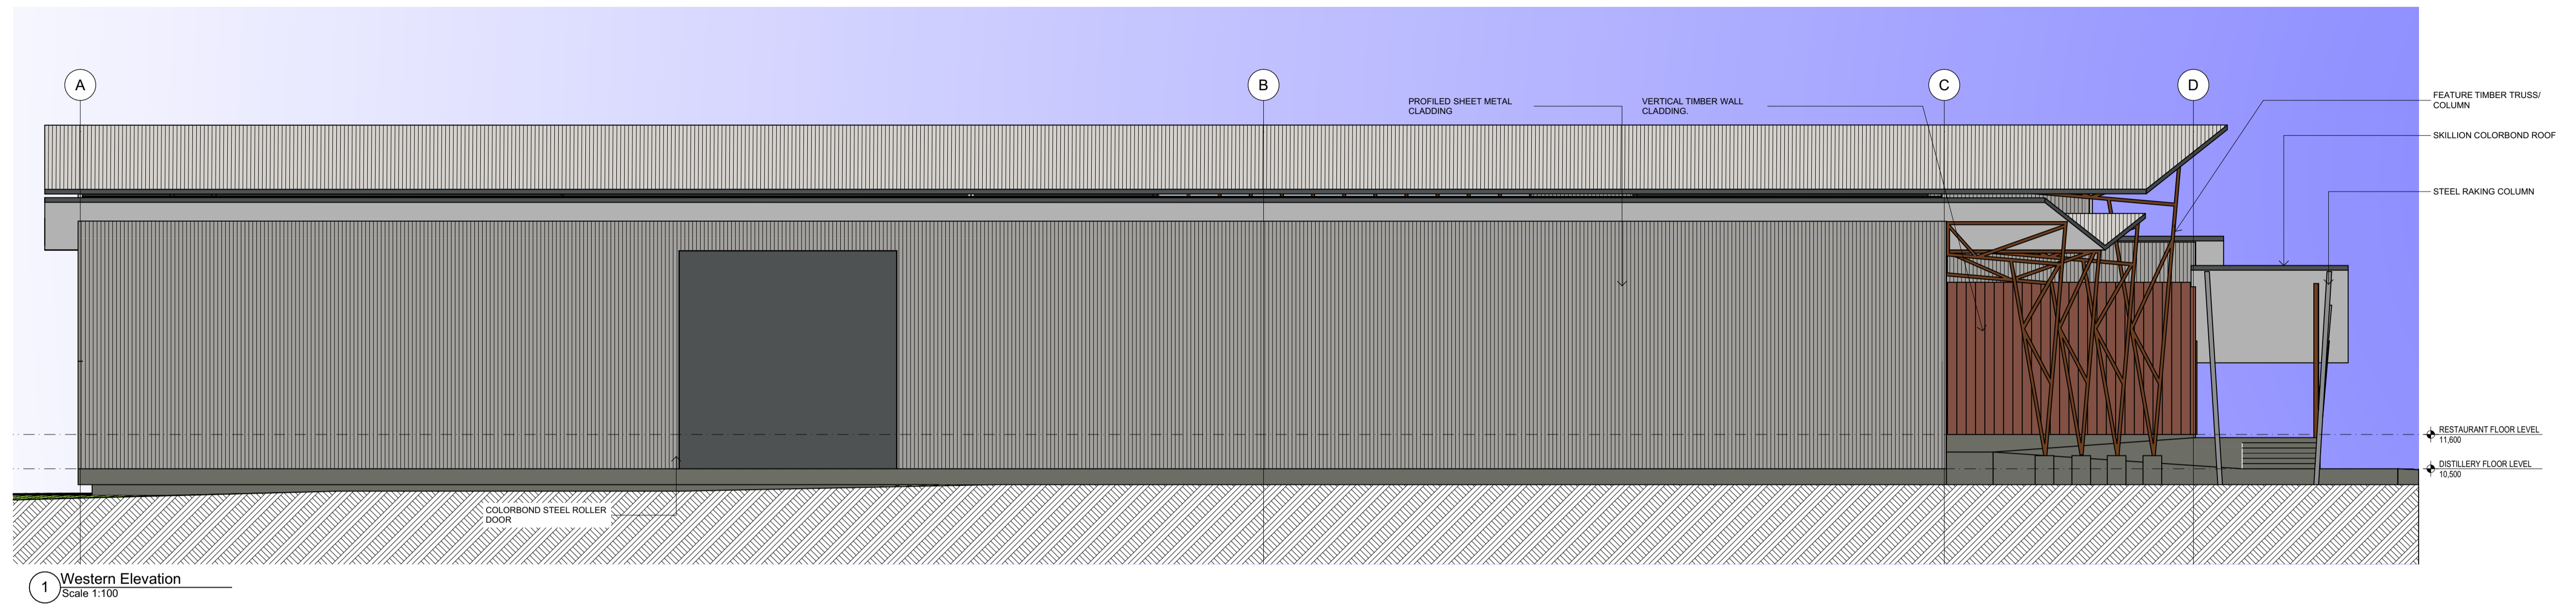 A
B
C
D
PROFILED SHEET METAL
CLADDING
VERTICAL TIMBER WALL
CLADDING.
FEATURE TIMBER TRUSS/
COLUMN
SKILLION COLORBOND ROOF
STEEL RAKING COLUMN
RESTAURANT FLOOR LEVEL
11,600
DISTILLERY FLOOR LEVEL
10,500
COLORBOND STEEL ROLLER
DOOR
1
Western Elevation
Scale 1:100